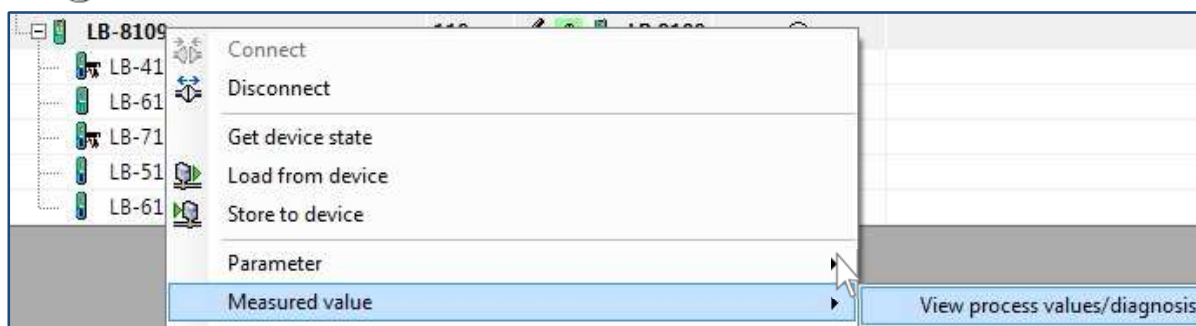 LB-8109
Connect
LB-41
Disconnect
LB-61
LB-71
Get device state
LB-51
Load from device
LB-61
Store to device
Parameter
Measured value
View process values/diagnosis